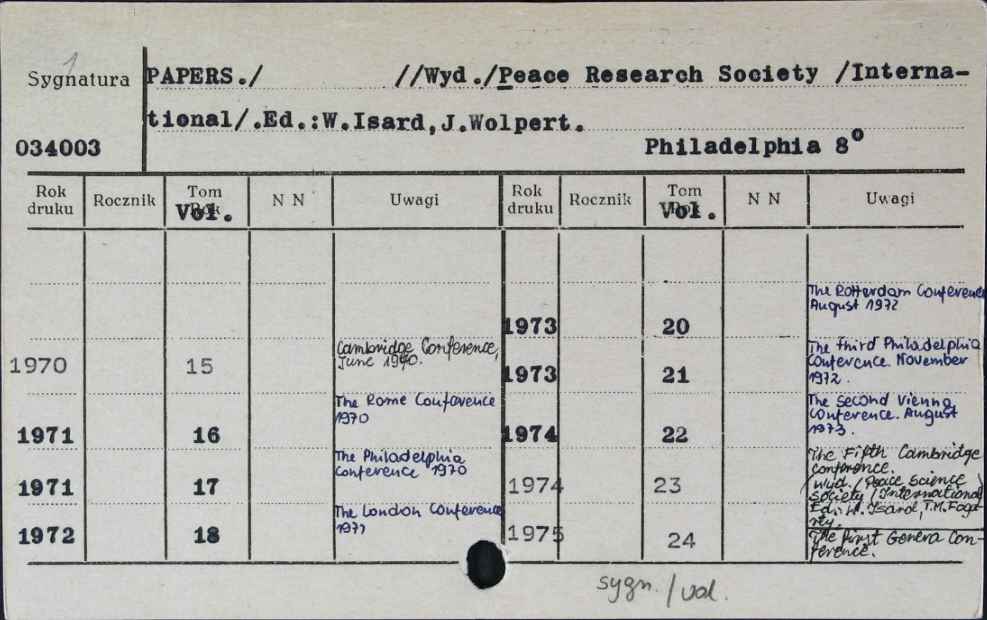 1
Sygnatura PAPERS./ //Wyd./Peace Research Society /Interna-
tional/.Ed.:W.Isard,J.Wolpert.
034003 Philadelphia 8°
Rok druku Rocznik Tom Vol. N N Uwagi Rok druku Rocznik Tom Vol. N N Uwagi
1970 15 Cambridge Conference,
June 1970.
1971 16 The Rome Conference
1970
1971 17 The Philadelphia
Conference 1970
1972 18 The London Conference
1971
1973 20 The Rotterdam Conference
August 1972
1973 21 The third Philadelphia
Conference. November
1972.
1974 22 The second Vienna
Conference. August
1973.
1974 23 The Fifth Cambridge
conference.
/Wyd./Peace Science
Society /International
Ed.: W. Isard, T.M. Foga-
rty.
1975 24 The first Geneva Con-
ference.
sygn./vol.